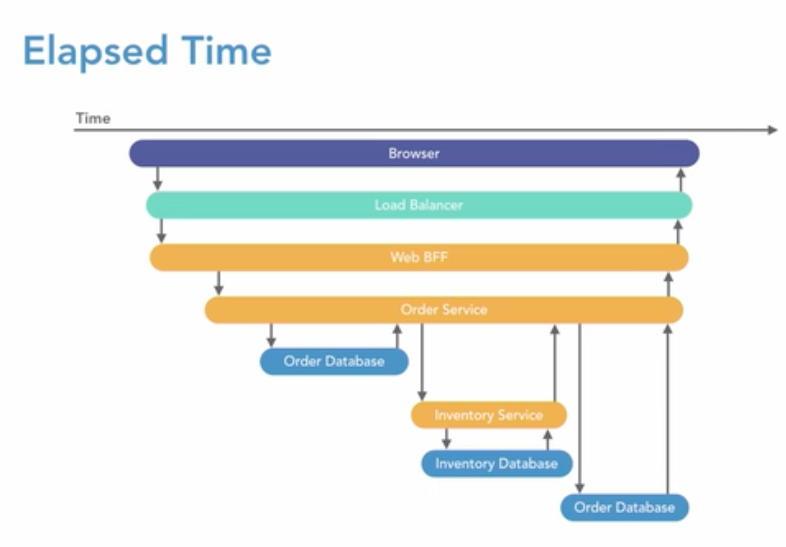 Elapsed Time
Time
Browser
Load Balancer
Web BFF
Order Service
Order Database
Inventory Service
Inventory Database
Order Database